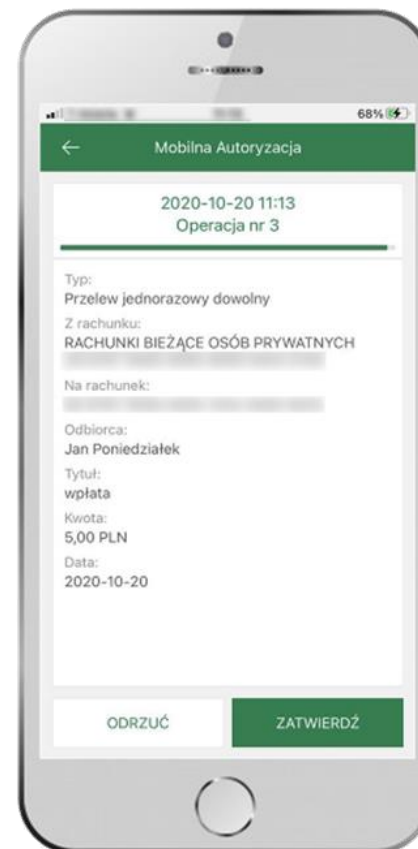 68%
Mobilna Autoryzacja
2020-10-20 11:13
Operacja nr 3
Typ:
Przelew jednorazowy dowolny
Z rachunku:
RACHUNKI BIEŻĄCE OSÓB PRYWATNYCH
Na rachunek:
Odbiorca:
Jan Poniedziałek
Tytuł:
wpłata
Kwota:
5,00 PLN
Data:
2020-10-20
ODRZUĆ ZATWIERDŹ